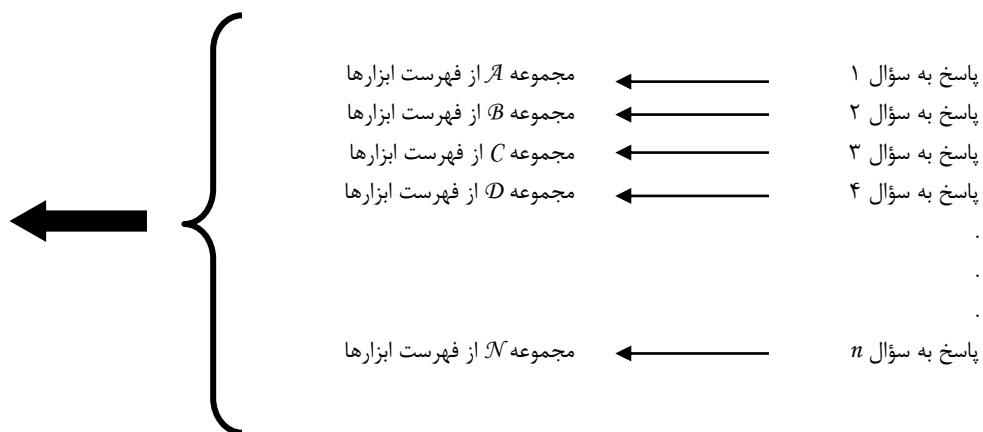 پاسخ به سؤال ۱ مجموعه 𝒜 از فهرست ابزارها
پاسخ به سؤال ۲ مجموعه ℬ از فهرست ابزارها
پاسخ به سؤال ۳ مجموعه 𝒞 از فهرست ابزارها
پاسخ به سؤال ۴ مجموعه 𝒟 از فهرست ابزارها
.
.
.
پاسخ به سؤال n مجموعه 𝒩 از فهرست ابزارها